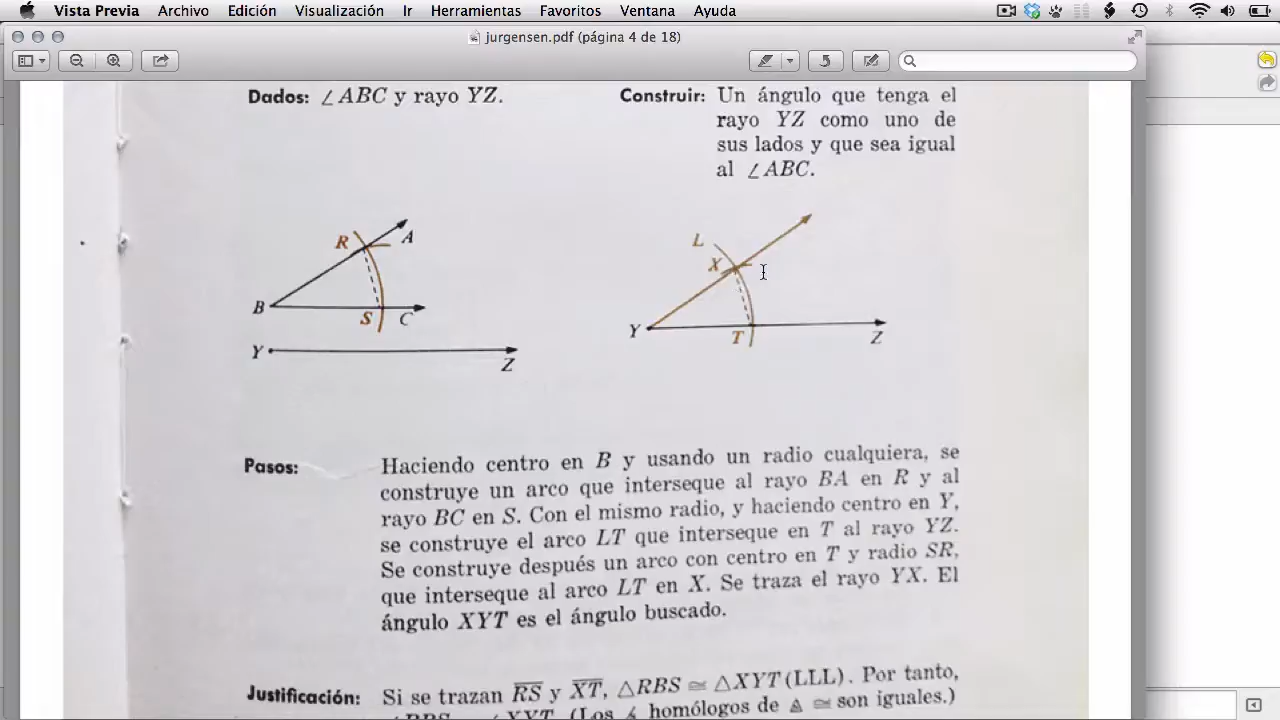 Vista Previa Archivo Edición Visualización Ir Herramientas Favoritos Ventana Ayuda
jurgensen.pdf (página 4 de 18)
Dados: ∠ABC y rayo YZ.
Construir: Un ángulo que tenga el
rayo YZ como uno de
sus lados y que sea igual
al ∠ABC.
R A
B S C
Y Z
L
X
Y T Z
Pasos: Haciendo centro en B y usando un radio cualquiera, se
construye un arco que interseque al rayo BA en R y al
rayo BC en S. Con el mismo radio, y haciendo centro en Y,
se construye el arco LT que interseque en T al rayo YZ.
Se construye después un arco con centro en T y radio SR,
que interseque al arco LT en X. Se traza el rayo YX. El
ángulo XYT es el ángulo buscado.
Justificación: Si se trazan RS y XT, △RBS ≅ △XYT (LLL). Por tanto,
(Los ∡ homólogos de △ ≅ son iguales.)